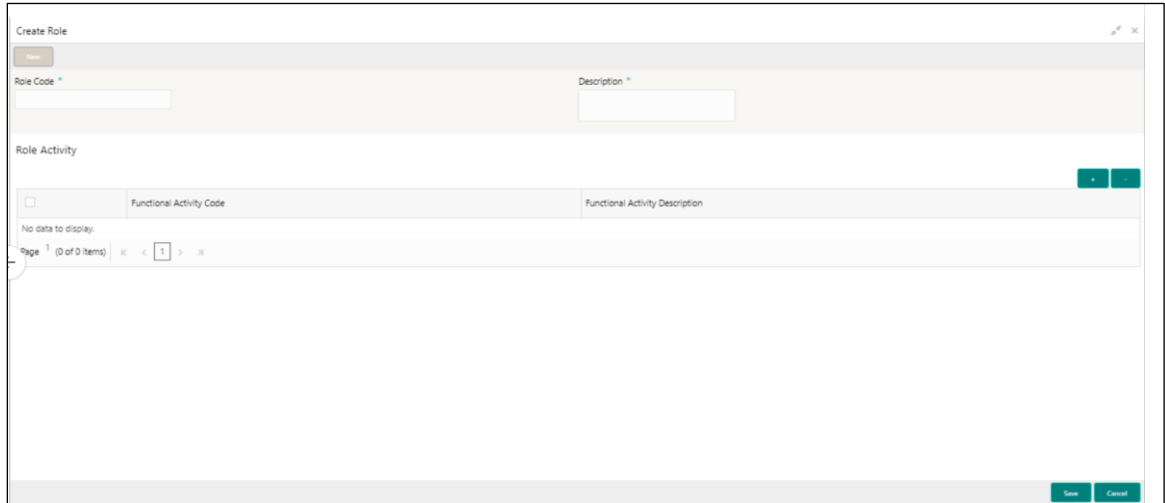 Create Role
New
Role Code *
Description *
Role Activity
+ -
Functional Activity Code Functional Activity Description
No data to display.
Page 1 (0 of 0 items) K < 1 > X
Save Cancel